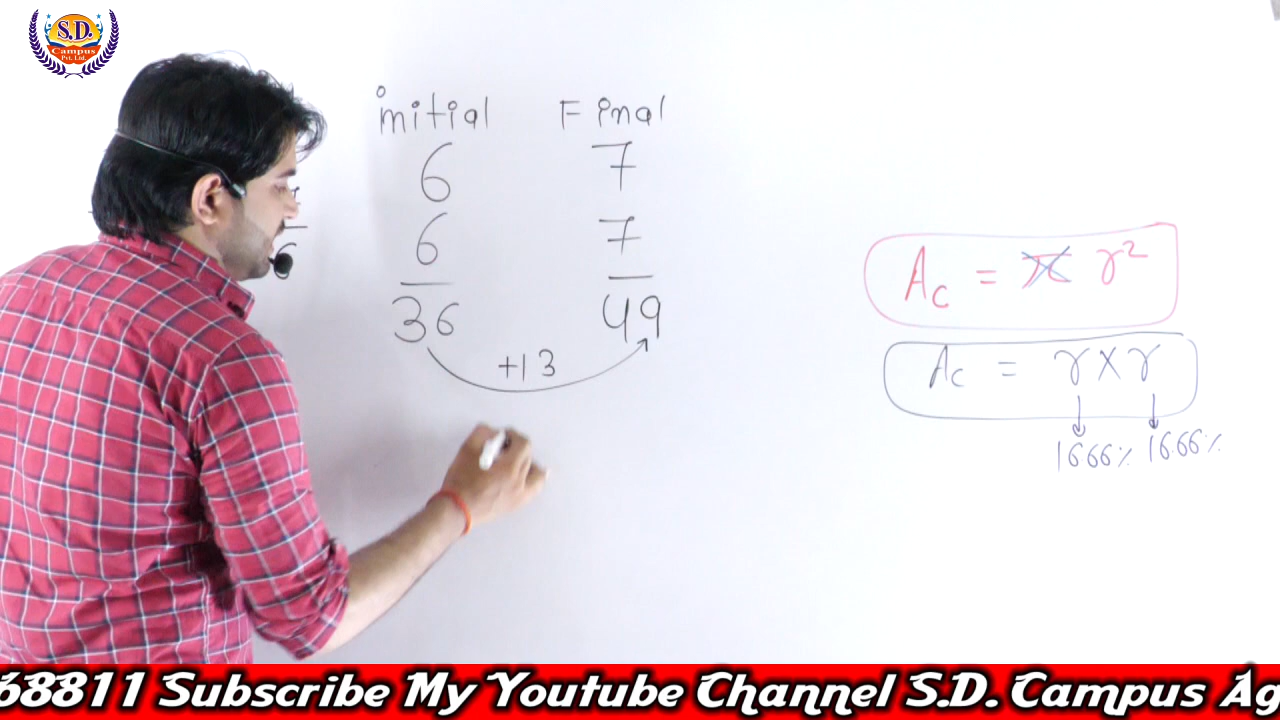 S.D.
Campus
Pvt. Ltd.
initial Final
6 7
6 7
36 49
+13
6
Ac = π r²
Ac = r × r
16.66% 16.66%
68811 Subscribe My Youtube Channel S.D. Campus Ag